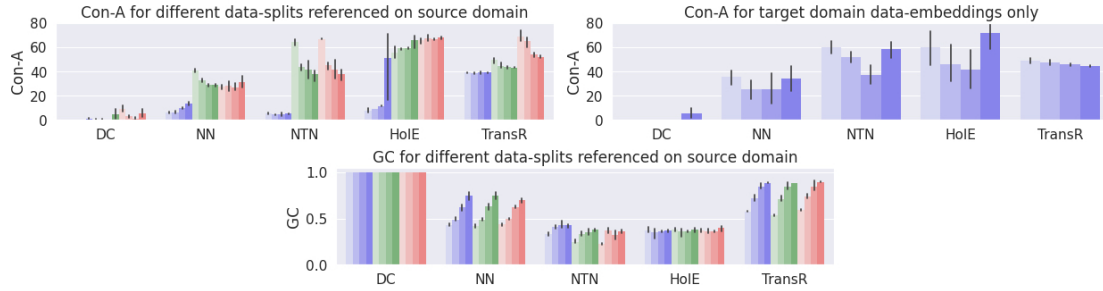 Con-A for different data-splits referenced on source domain
80
60
40
20
0
Con-A
DC NN NTN HolE TransR
Con-A for target domain data-embeddings only
80
60
40
20
0
Con-A
DC NN NTN HolE TransR
GC for different data-splits referenced on source domain
1.0
0.5
0.0
GC
DC NN NTN HolE TransR